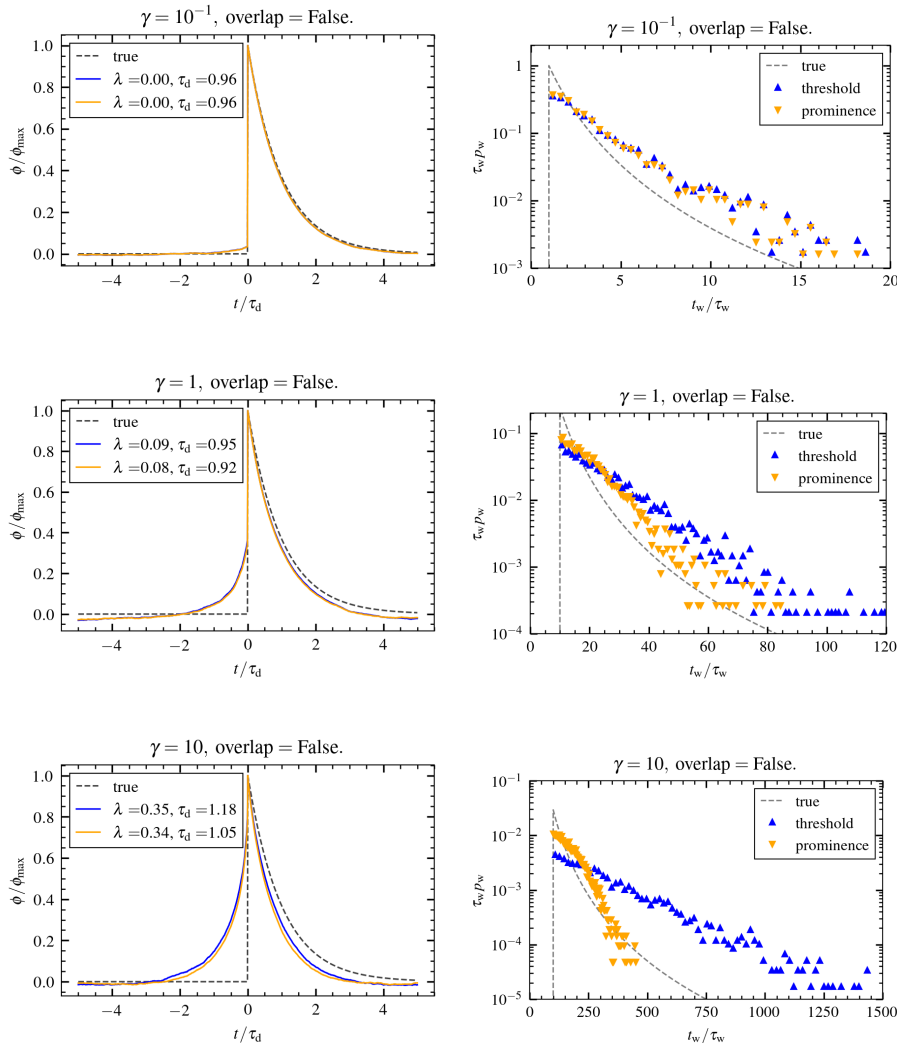 γ = 10⁻¹, overlap = False.
1.0
0.8
0.6
0.4
0.2
0.0
ϕ/ϕmax
true
λ =0.00, τd =0.96
λ =0.00, τd =0.96
−4
−2
0
2
4
t/τd
γ = 10⁻¹, overlap = False.
1
10⁻¹
10⁻²
10⁻³
τw pw
true
threshold
prominence
0
5
10
15
20
tw/τw
γ = 1, overlap = False.
1.0
0.8
0.6
0.4
0.2
0.0
ϕ/ϕmax
true
λ =0.09, τd =0.95
λ =0.08, τd =0.92
−4
−2
0
2
4
t/τd
γ = 1, overlap = False.
10⁻¹
10⁻²
10⁻³
10⁻⁴
τw pw
true
threshold
prominence
0
20
40
60
80
100
120
tw/τw
γ = 10, overlap = False.
1.0
0.8
0.6
0.4
0.2
0.0
ϕ/ϕmax
true
λ =0.35, τd =1.18
λ =0.34, τd =1.05
−4
−2
0
2
4
t/τd
γ = 10, overlap = False.
10⁻¹
10⁻²
10⁻³
10⁻⁴
10⁻⁵
τw pw
true
threshold
prominence
0
250
500
750
1000
1250
1500
tw/τw